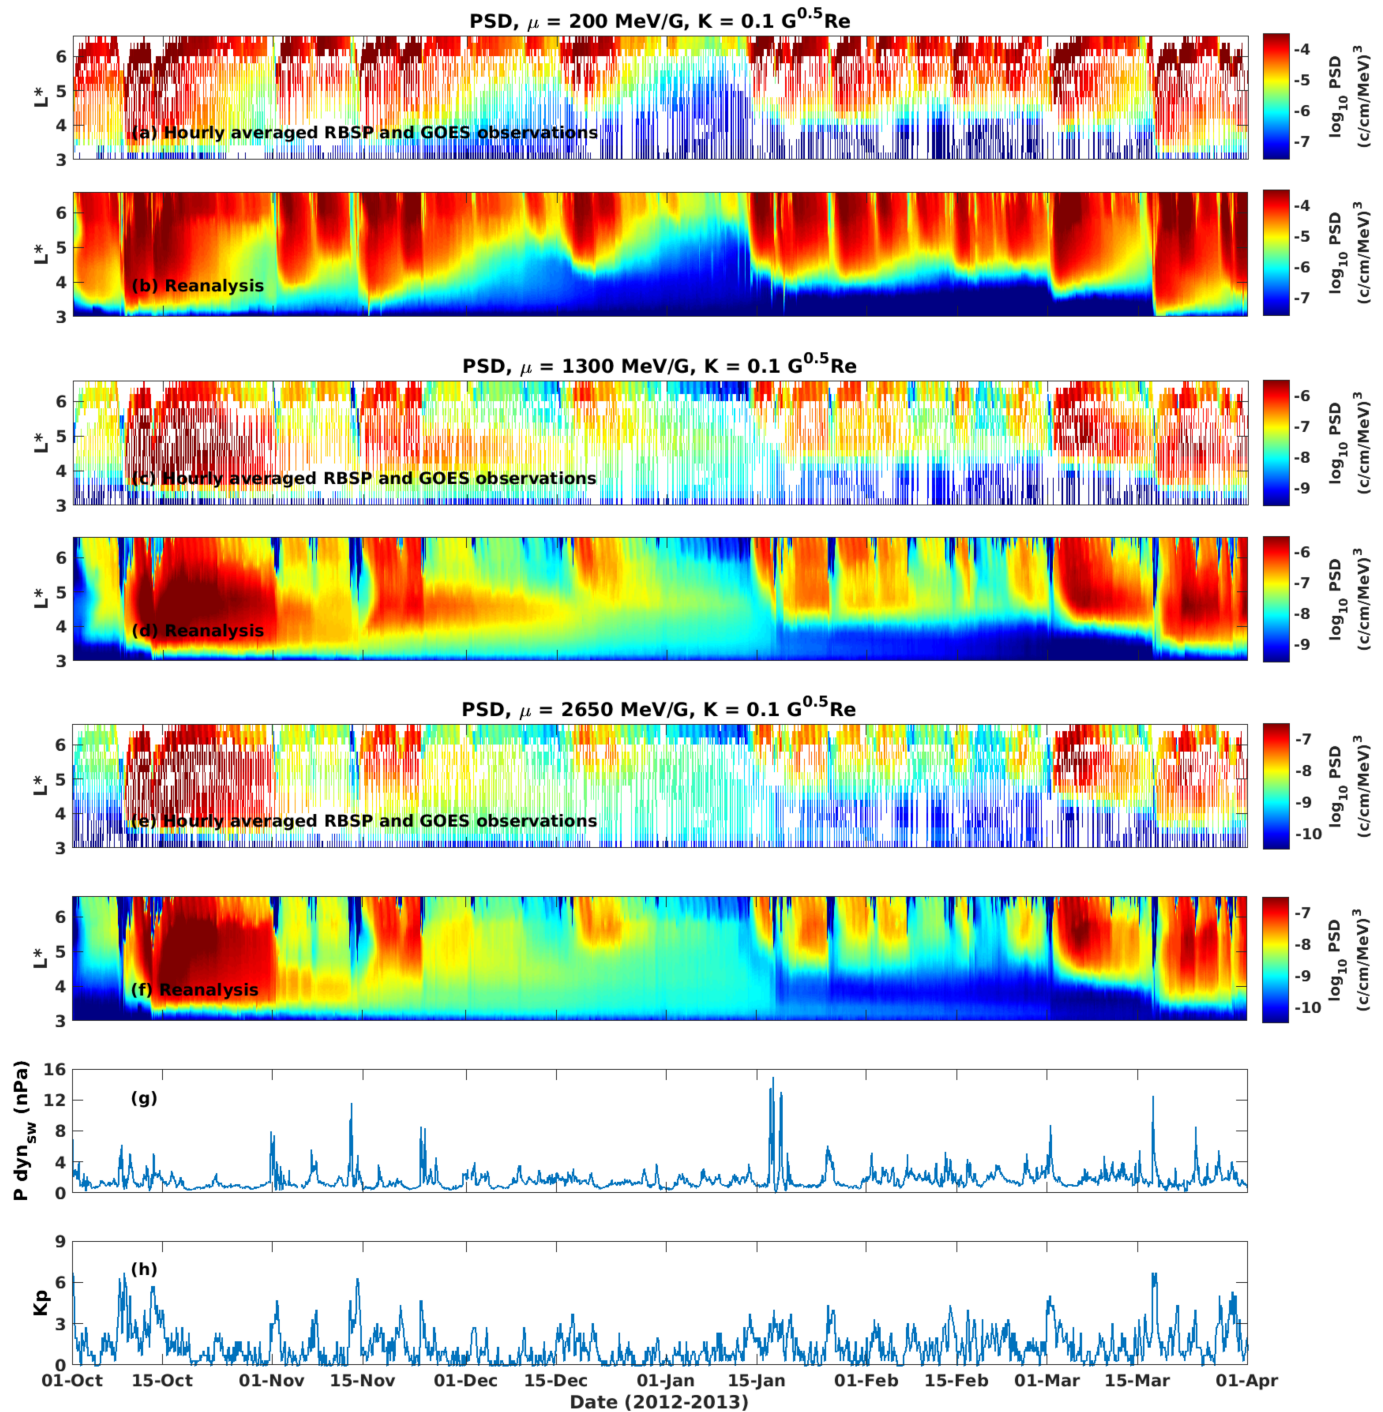 PSD, μ = 200 MeV/G, K = 0.1 G^0.5Re
6
5
4
3
L*
(a) Hourly averaged RBSP and GOES observations
-4
-5
-6
-7
log10 PSD
(c/cm/MeV)^3
6
5
4
3
L*
(b) Reanalysis
-4
-5
-6
-7
log10 PSD
(c/cm/MeV)^3
PSD, μ = 1300 MeV/G, K = 0.1 G^0.5Re
6
5
4
3
L*
(c) Hourly averaged RBSP and GOES observations
-6
-7
-8
-9
log10 PSD
(c/cm/MeV)^3
6
5
4
3
L*
(d) Reanalysis
-6
-7
-8
-9
log10 PSD
(c/cm/MeV)^3
PSD, μ = 2650 MeV/G, K = 0.1 G^0.5Re
6
5
4
3
L*
(e) Hourly averaged RBSP and GOES observations
-7
-8
-9
-10
log10 PSD
(c/cm/MeV)^3
6
5
4
3
L*
(f) Reanalysis
-7
-8
-9
-10
log10 PSD
(c/cm/MeV)^3
16
12
8
4
0
P dynsw (nPa)
(g)
9
6
3
0
Kp
(h)
01-Oct 15-Oct 01-Nov 15-Nov 01-Dec 15-Dec 01-Jan 15-Jan 01-Feb 15-Feb 01-Mar 15-Mar 01-Apr
Date (2012-2013)